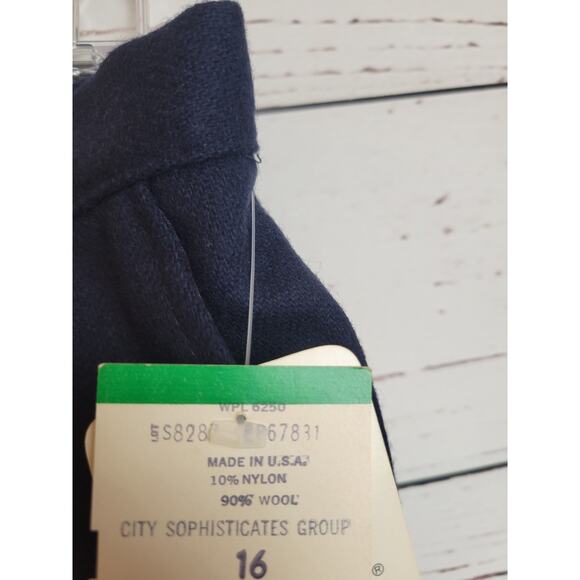 WPL 6250
MADE IN U.S.A.
10% NYLON
90% WOOL
CITY SOPHISTICATES GROUP
16
®